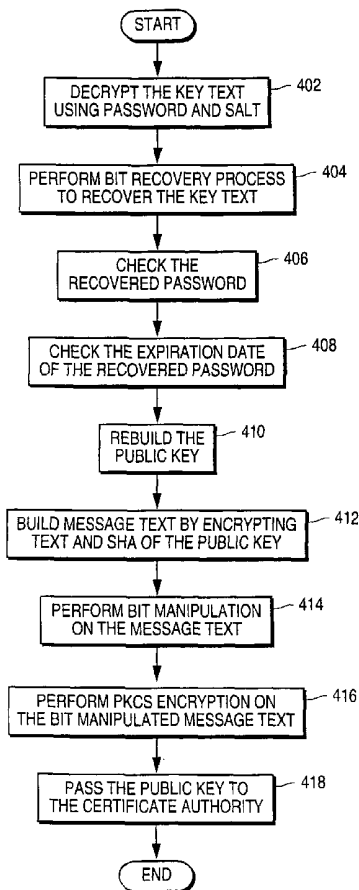 START
DECRYPT THE KEY TEXT
USING PASSWORD AND SALT
402
PERFORM BIT RECOVERY PROCESS
TO RECOVER THE KEY TEXT
404
CHECK THE
RECOVERED PASSWORD
406
CHECK THE EXPIRATION DATE
OF THE RECOVERED PASSWORD
408
REBUILD THE
PUBLIC KEY
410
BUILD MESSAGE TEXT BY ENCRYPTING
TEXT AND SHA OF THE PUBLIC KEY
412
PERFORM BIT MANIPULATION
ON THE MESSAGE TEXT
414
PERFORM PKCS ENCRYPTION ON
THE BIT MANIPULATED MESSAGE TEXT
416
PASS THE PUBLIC KEY TO
THE CERTIFICATE AUTHORITY
418
END